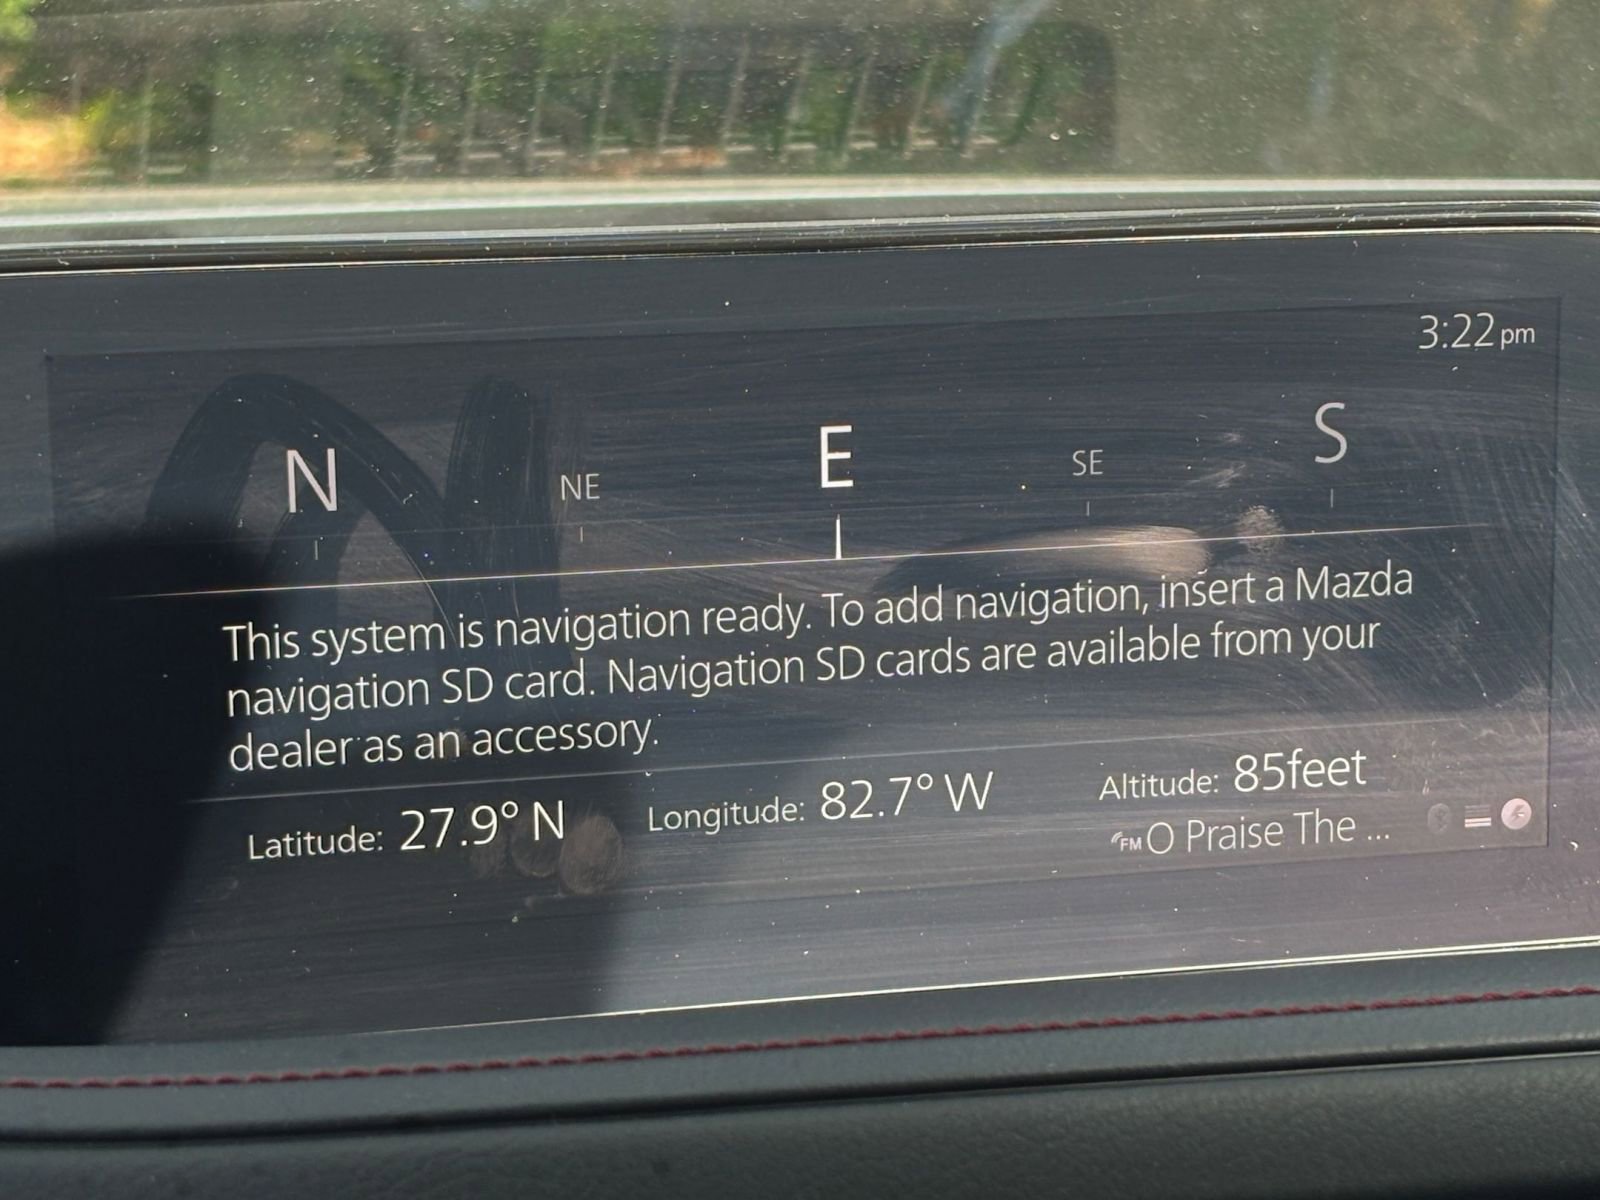 3:22 pm
N NE E SE S
This system is navigation ready. To add navigation, insert a Mazda
navigation SD card. Navigation SD cards are available from your
dealer as an accessory.
Latitude: 27.9° N Longitude: 82.7° W Altitude: 85feet
FM O Praise The ...